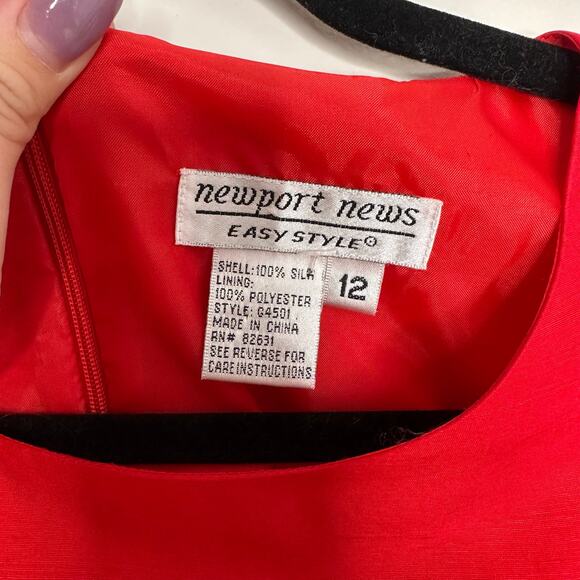 newport news
EASY STYLE®
SHELL:100% SILK
LINING:
100% POLYESTER
STYLE: G4501
MADE IN CHINA
RN# 82631
SEE REVERSE FOR
CARE INSTRUCTIONS
12